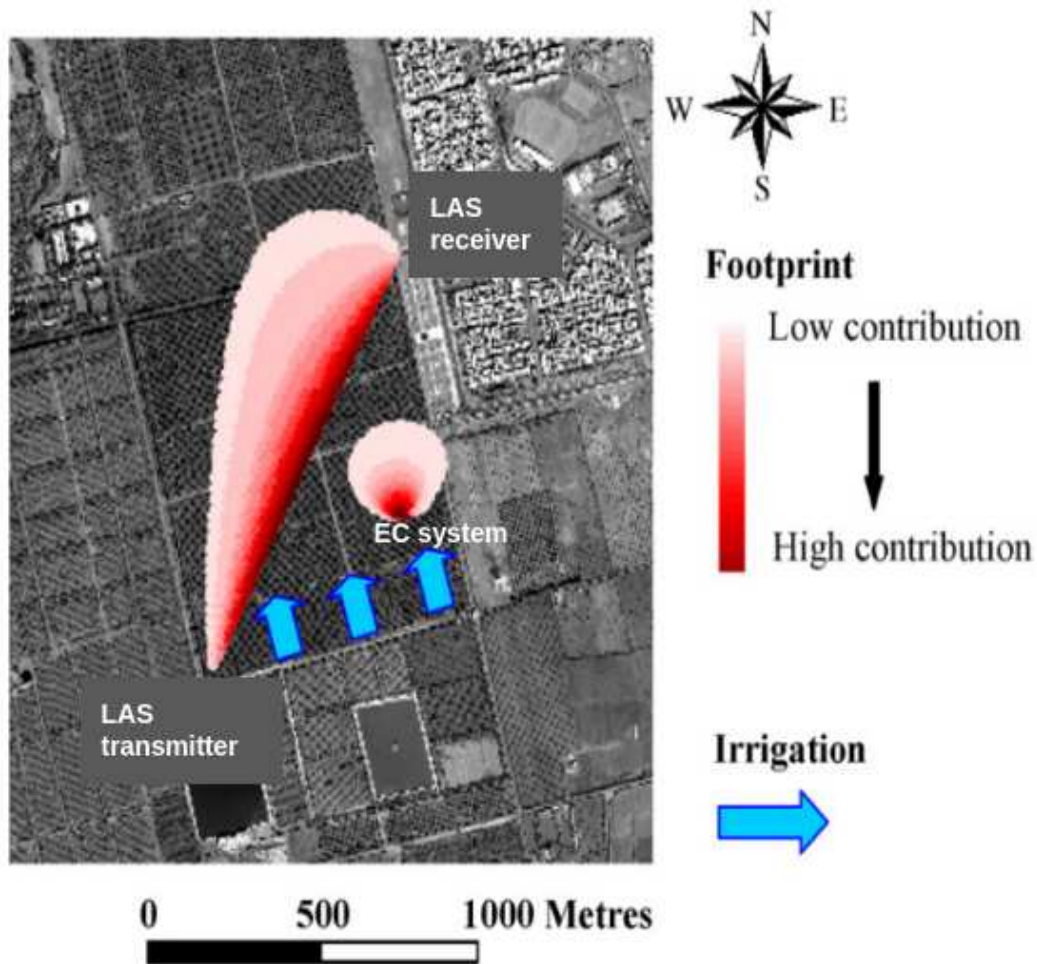 N
W
E
S
LAS
receiver
Footprint
Low contribution
EC system
High contribution
LAS
transmitter
Irrigation
0 500 1000 Metres